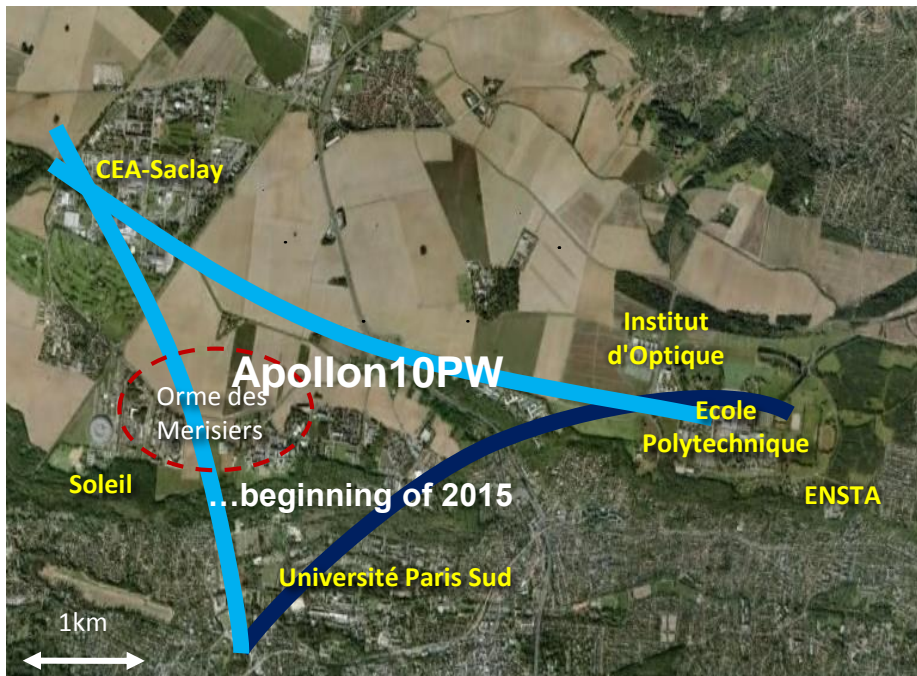 CEA-Saclay
Institut
d'Optique
Apollon10PW
Orme des
Merisiers
Ecole
Polytechnique
Soleil
...beginning of 2015
ENSTA
Université Paris Sud
1km